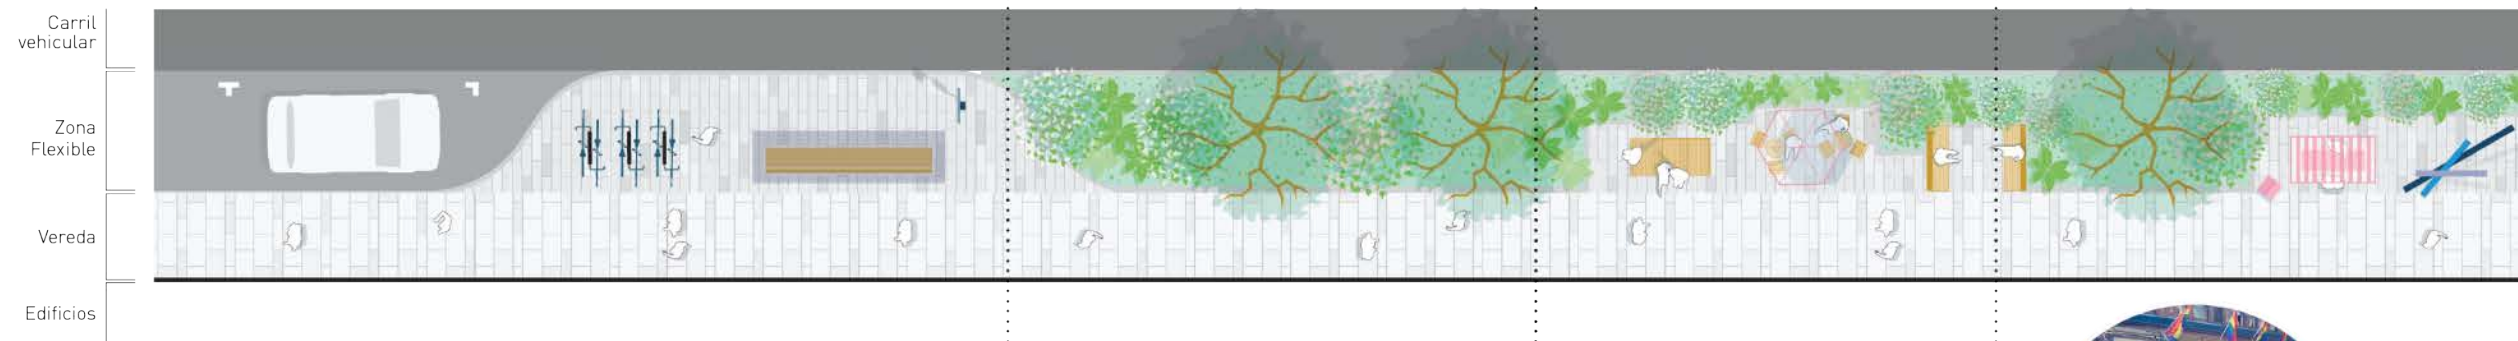 Carril
vehicular
Zona
Flexible
Vereda
Edificios